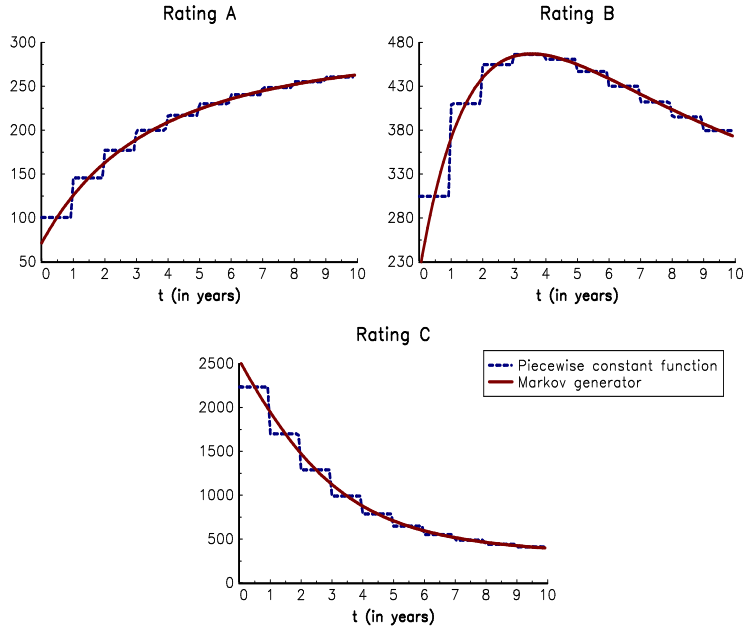 Rating A
300
250
200
150
100
50
0 1 2 3 4 5 6 7 8 9 10
t (in years)
Rating B
480
430
380
330
280
230
0 1 2 3 4 5 6 7 8 9 10
t (in years)
Rating C
2500
2000
1500
1000
500
0
0 1 2 3 4 5 6 7 8 9 10
t (in years)
Piecewise constant function
Markov generator